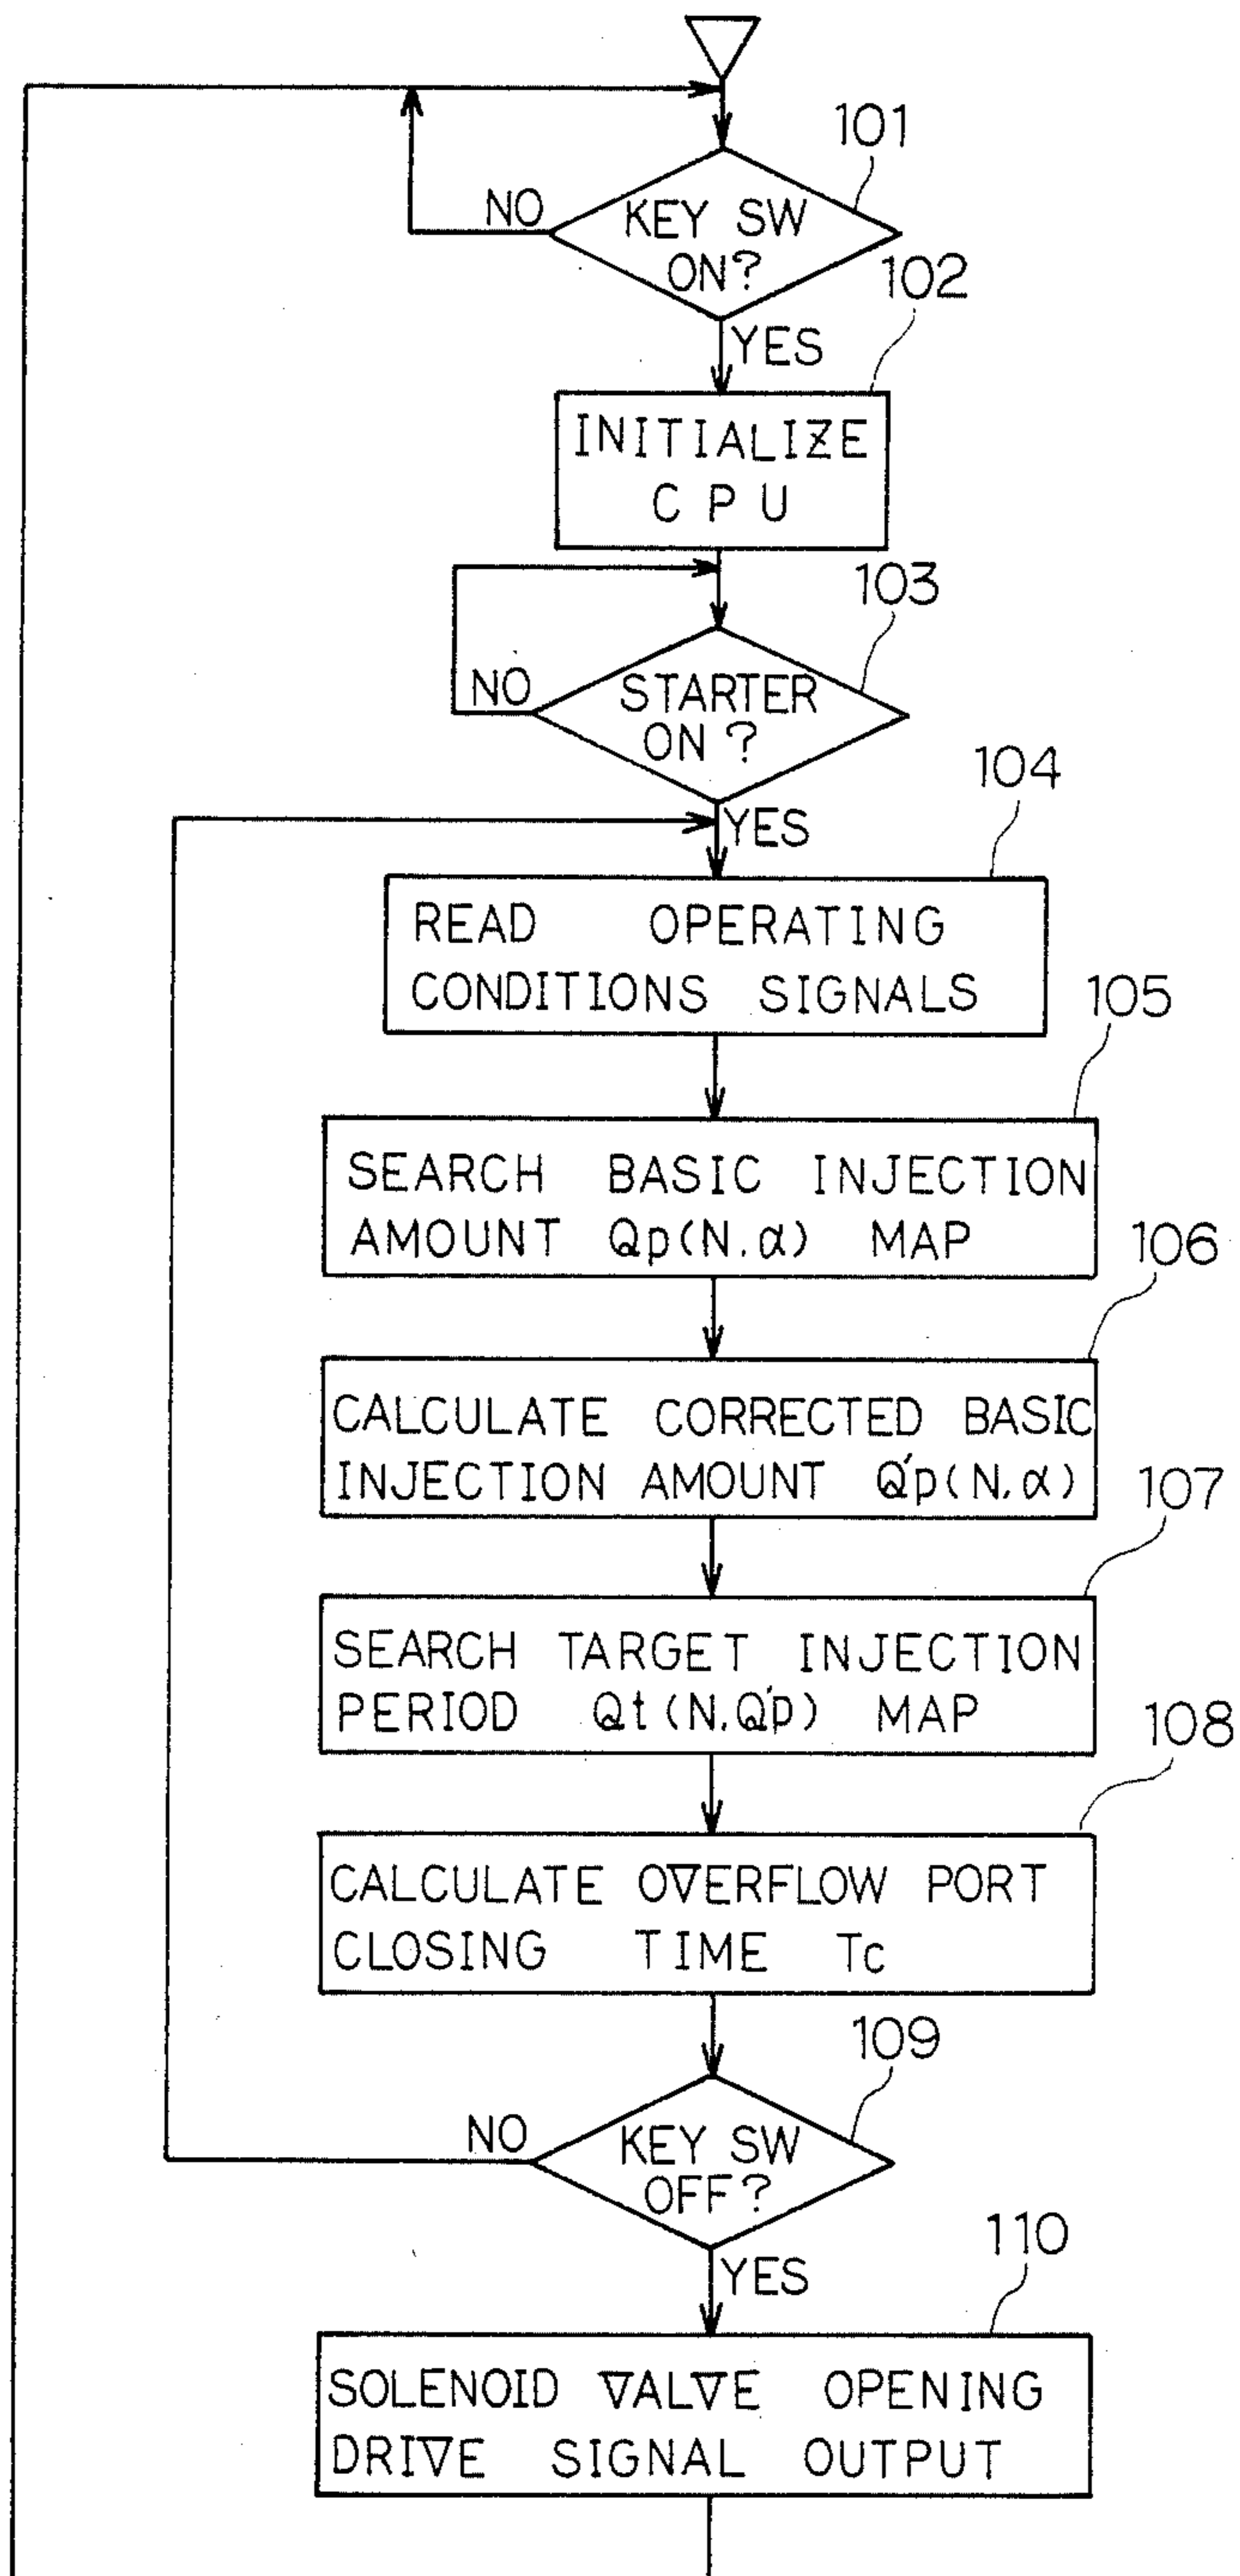 101
KEY SW
ON?
NO
YES
102
INITIALIZE
CPU
103
STARTER
ON?
NO
YES
104
READ OPERATING
CONDITIONS SIGNALS
105
SEARCH BASIC INJECTION
AMOUNT Qp(N.α) MAP
106
CALCULATE CORRECTED BASIC
INJECTION AMOUNT Q'p(N.α)
107
SEARCH TARGET INJECTION
PERIOD Qt(N.Q'p) MAP
108
CALCULATE OVERFLOW PORT
CLOSING TIME Tc
109
KEY SW
OFF?
NO
YES
110
SOLENOID VALVE OPENING
DRIVE SIGNAL OUTPUT